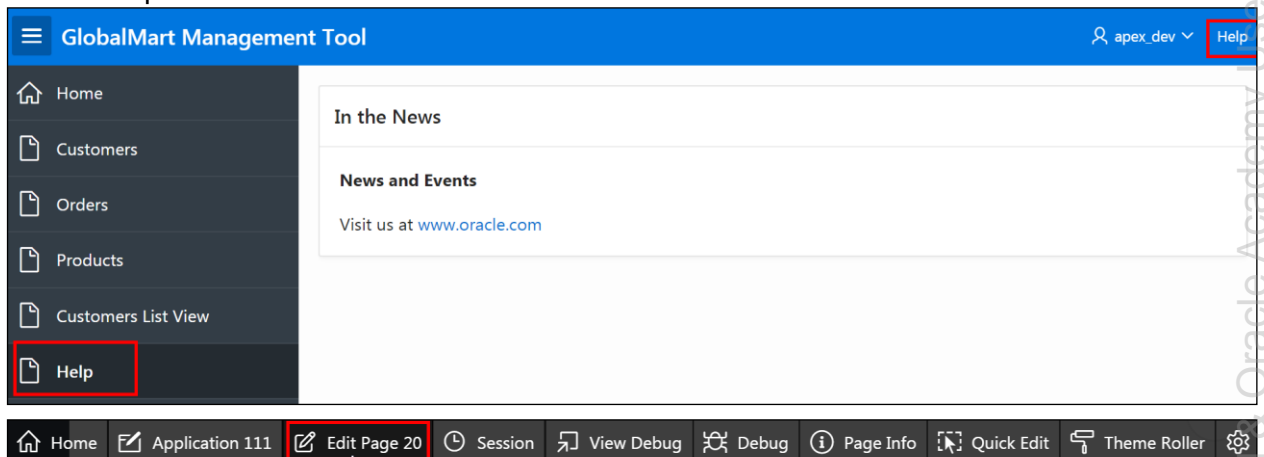 GlobalMart Management Tool
apex_dev
Help
Home
Customers
Orders
Products
Customers List View
Help
In the News
News and Events
Visit us at www.oracle.com
Home
Application 111
Edit Page 20
Session
View Debug
Debug
Page Info
Quick Edit
Theme Roller
& Oracle Academy Use